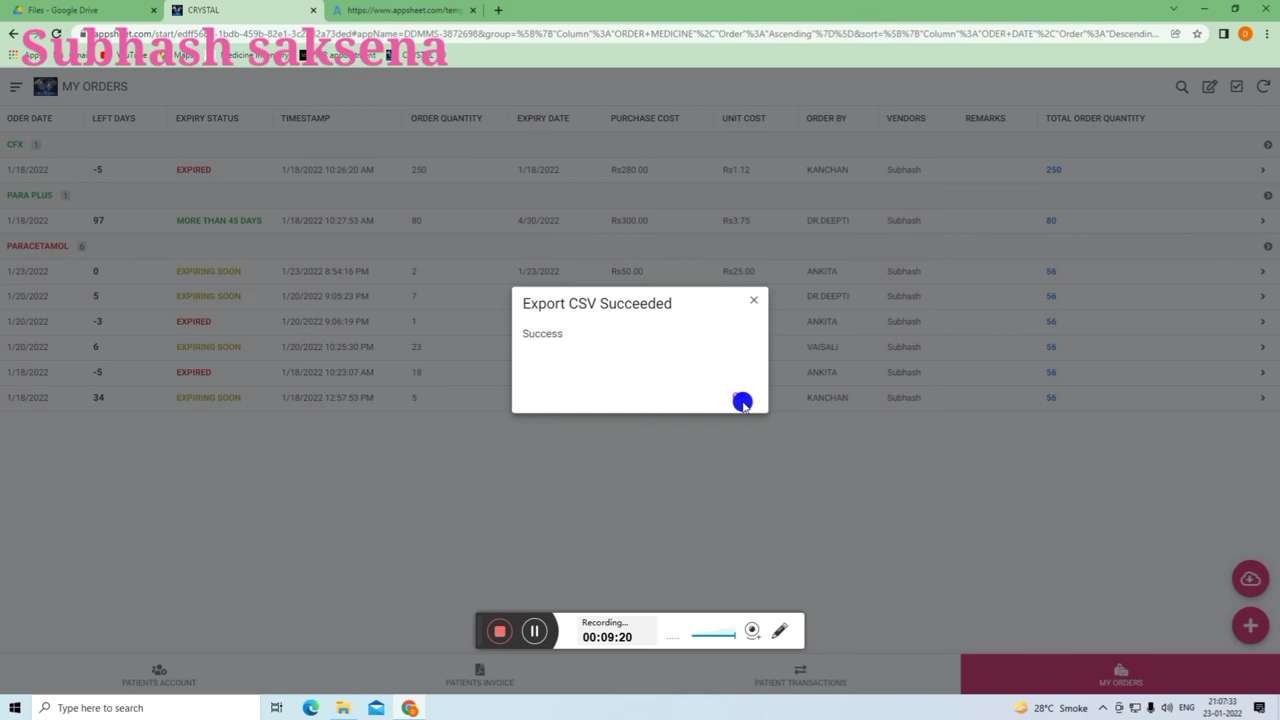 Files - Google Drive
CRYSTAL
https://www.appsheet.com/temp
Subhash saksena
MY ORDERS
ODER DATE LEFT DAYS EXPIRY STATUS TIMESTAMP ORDER QUANTITY EXPIRY DATE PURCHASE COST UNIT COST ORDER BY VENDORS REMARKS TOTAL ORDER QUANTITY
CFX 1
1/18/2022 -5 EXPIRED 1/18/2022 10:26:20 AM 250 1/18/2022 Rs280.00 Rs1.12 KANCHAN Subhash 250
PARA PLUS 1
1/18/2022 97 MORE THAN 45 DAYS 1/18/2022 10:27:53 AM 80 4/30/2022 Rs300.00 Rs3.75 DR.DEEPTI Subhash 80
PARACETAMOL 6
1/23/2022 0 EXPIRING SOON 1/23/2022 8:54:16 PM 2 1/23/2022 Rs50.00 Rs25.00 ANKITA Subhash 56
1/20/2022 5 EXPIRING SOON 1/20/2022 9:05:23 PM 7 DR.DEEPTI Subhash 56
1/20/2022 -3 EXPIRED 1/20/2022 9:06:19 PM 1 ANKITA Subhash 56
1/20/2022 6 EXPIRING SOON 1/20/2022 10:25:30 PM 23 VAISALI Subhash 56
1/18/2022 -5 EXPIRED 1/18/2022 10:23:07 AM 18 ANKITA Subhash 56
1/18/2022 34 EXPIRING SOON 1/18/2022 12:57:53 PM 5 KANCHAN Subhash 56
Export CSV Succeeded
Success
Recording...
00:09:20
PATIENTS ACCOUNT PATIENTS INVOICE PATIENT TRANSACTIONS MY ORDERS
Type here to search
28°C Smoke ENG
21:07:33
23-01-2022